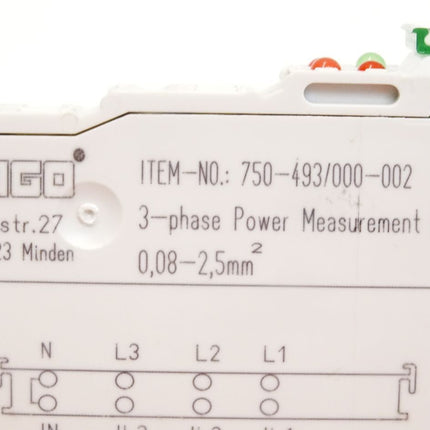 ITEM-NO.: 750-493/000-002
str.27
3-phase Power Measurement
23 Minden
0,08-2,5mm²
N L3 L2 L1